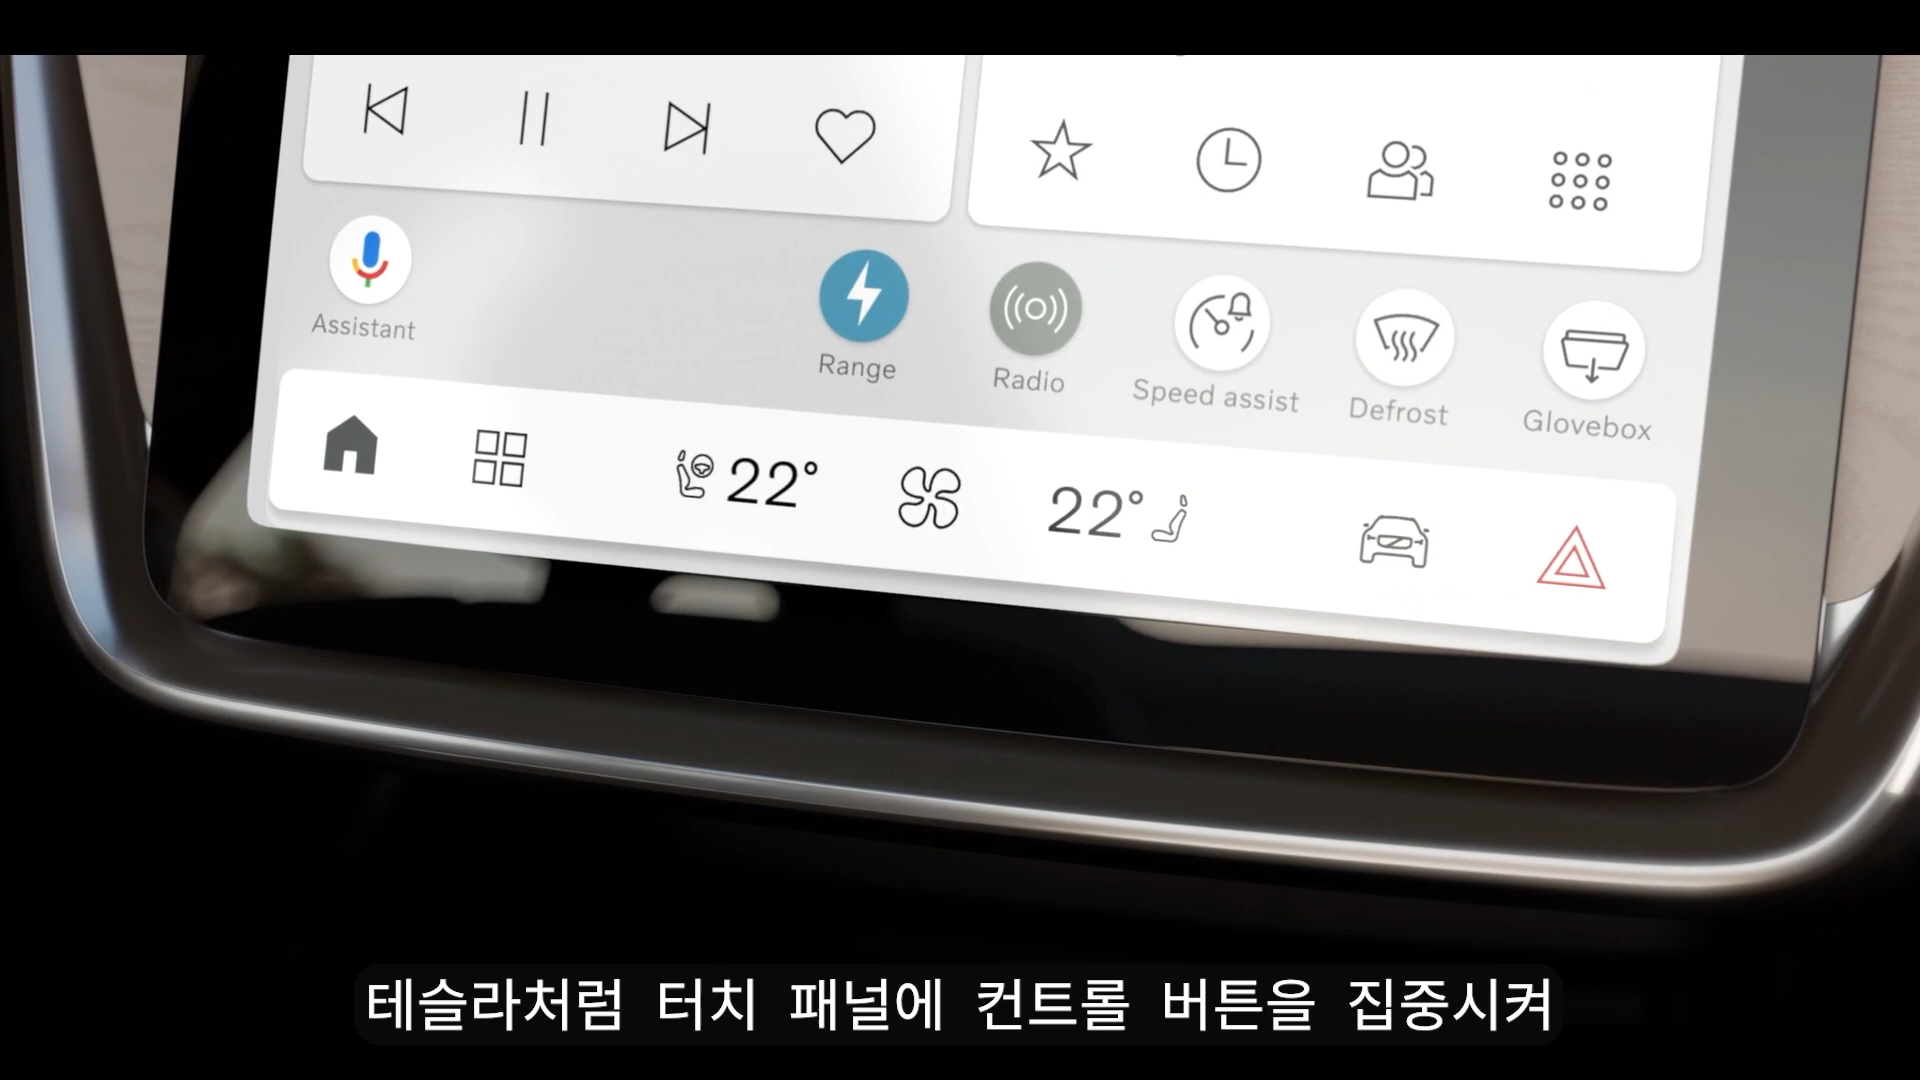 Assistant
Range
Radio
Speed assist
Defrost
Glovebox
22° 22°
테슬라처럼 터치 패널에 컨트롤 버튼을 집중시켜